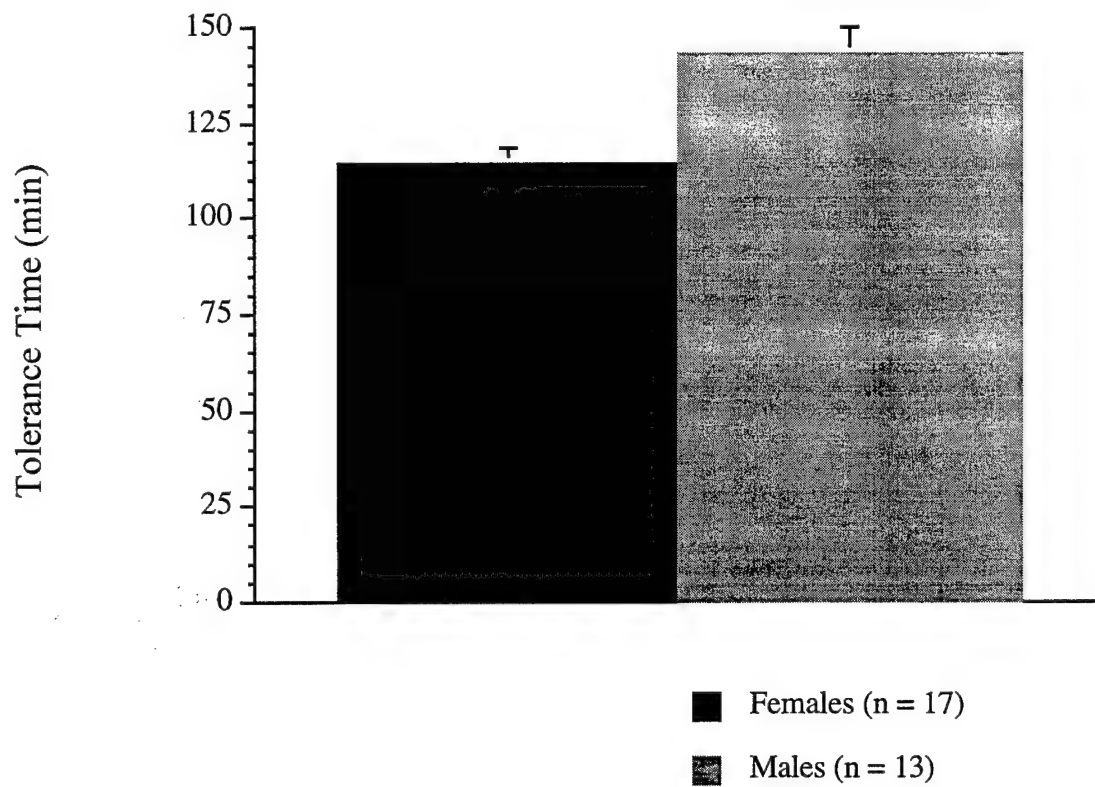 150
125
100
75
50
25
0
Tolerance Time (min)
Females (n = 17)
Males (n = 13)